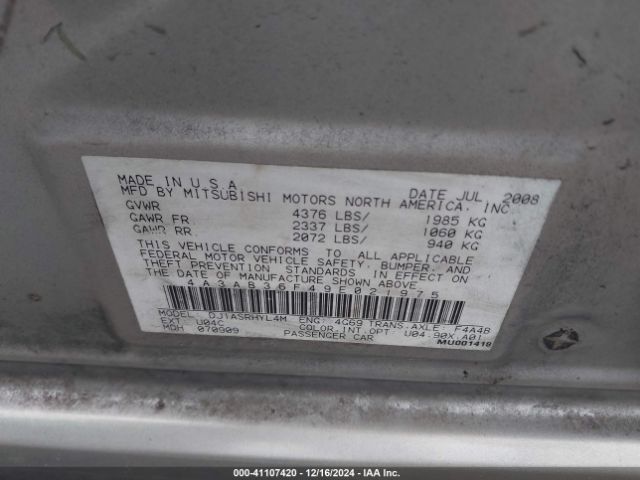 MADE IN U.S.A. DATE JUL 2008
MFD BY MITSUBISHI MOTORS NORTH AMERICA, INC.
GVWR 4376 LBS/ 1985 KG
GAWR FR 2337 LBS/ 1060 KG
GAWR RR 2072 LBS/ 940 KG
THIS VEHICLE CONFORMS TO ALL APPLICABLE
FEDERAL MOTOR VEHICLE SAFETY, BUMPER, AND
THEFT PREVENTION STANDARDS IN EFFECT ON
THE DATE OF MANUFACTURE SHOWN ABOVE.
4A3AB36F49E021975
MODEL DJ1ASRHYL4M ENG: 4G69 TRANS.AXLE F4A4B
EXT U04C COLOR.INT.OPT. U04.90X A01
MDH 070909 PASSENGER CAR MU001418
000-41107420 - 12/16/2024 - IAA Inc.